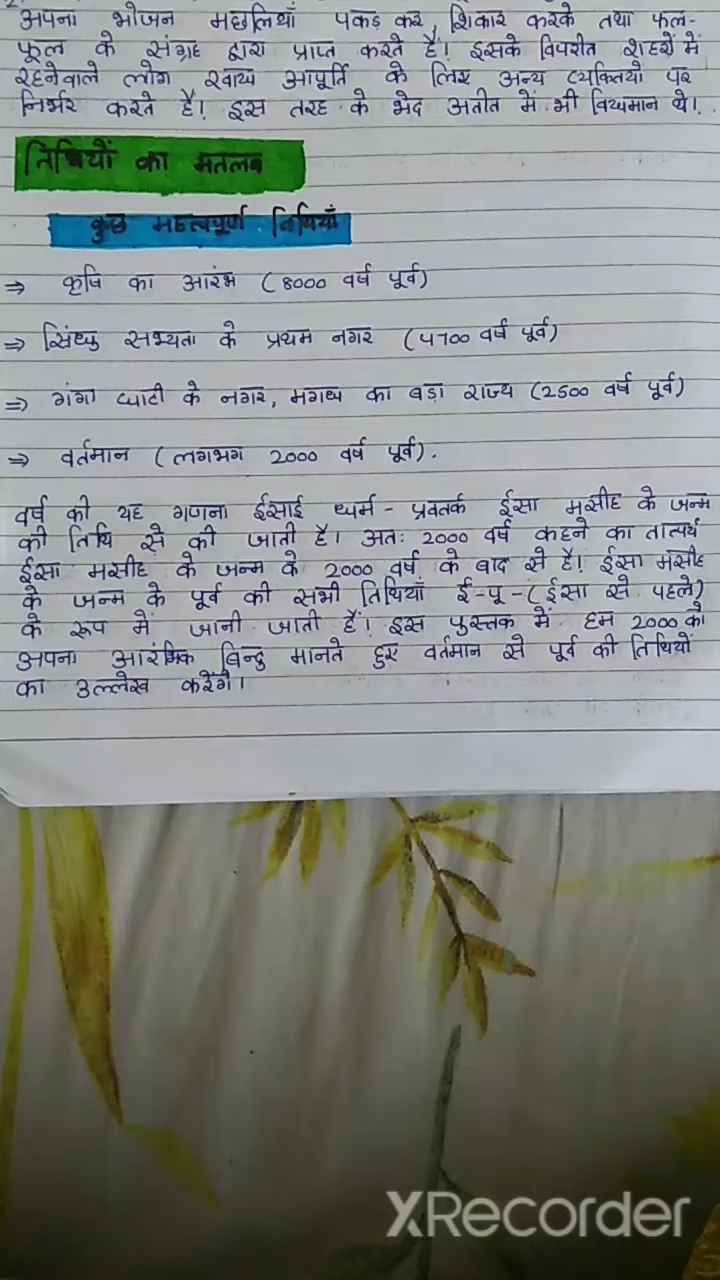 अपना भोजन मछलियाँ पकड़ कर, शिकार करके तथा फल-
फूल के संग्रह द्वारा प्राप्त करते हैं। इसके विपरीत शहरों में
रहनेवाले लोग खाद्य आपूर्ति के लिए अन्य व्यक्तियों पर
निर्भर करते हैं। इस तरह के भेद अतीत में भी विद्यमान थे।
तिथियों का मतलब
कुछ महत्वपूर्ण तिथियाँ
⇒ कृषि का आरंभ (8000 वर्ष पूर्व)
⇒ सिंधु सभ्यता के प्रथम नगर (4700 वर्ष पूर्व)
⇒ गंगा घाटी के नगर, मगध का बड़ा राज्य (2500 वर्ष पूर्व)
⇒ वर्तमान (लगभग 2000 वर्ष पूर्व).
वर्ष की यह गणना ईसाई धर्म - प्रवर्तक ईसा मसीह के जन्म
की तिथि से की जाती है। अतः 2000 वर्ष कहने का तात्पर्य
ईसा मसीह के जन्म के 2000 वर्ष के बाद से है। ईसा मसीह
के जन्म के पूर्व की सभी तिथियाँ ई-पू-(ईसा से पहले)
के रूप में जानी जाती हैं। इस पुस्तक में हम 2000 को
अपना आरंभिक बिन्दु मानते हुए वर्तमान से पूर्व की तिथियों
का उल्लेख करेंगे।
XRecorder